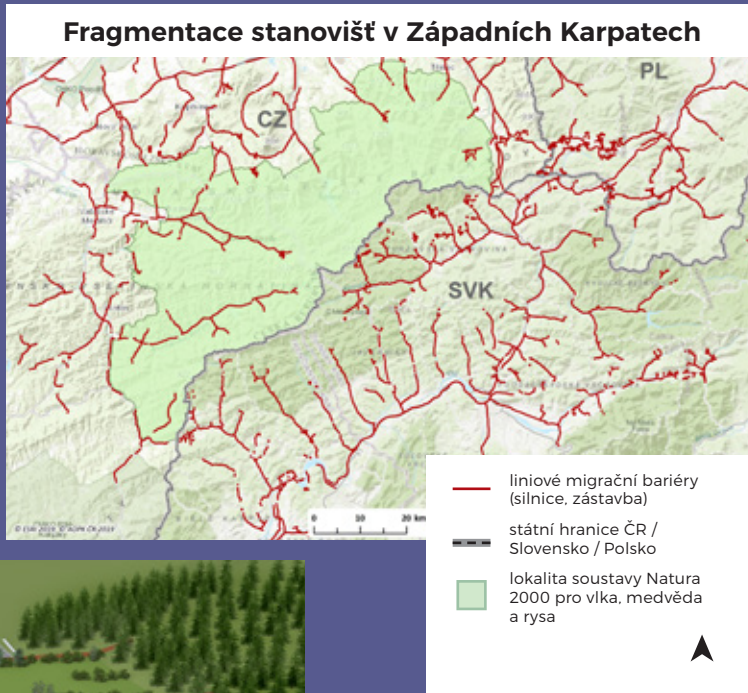 Fragmentace stanovišť v Západních Karpatech
PL
CZ
SVK
0 10 20 km
liniové migrační bariéry
(silnice, zástavba)
státní hranice ČR /
Slovensko / Polsko
lokalita soustavy Natura
2000 pro vlka, medvěda
a rysa